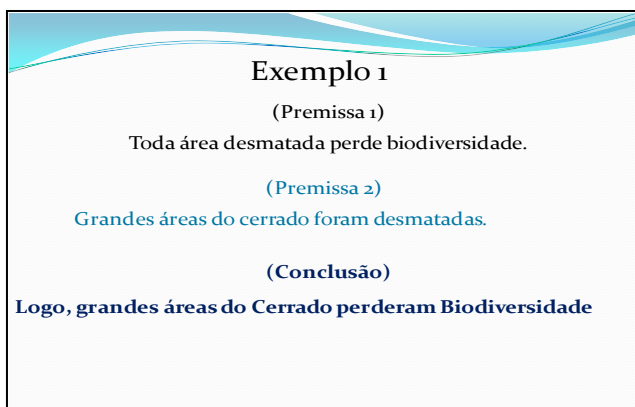 Exemplo 1
(Premissa 1)
Toda área desmatada perde biodiversidade.
(Premissa 2)
Grandes áreas do cerrado foram desmatadas.
(Conclusão)
Logo, grandes áreas do Cerrado perderam Biodiversidade